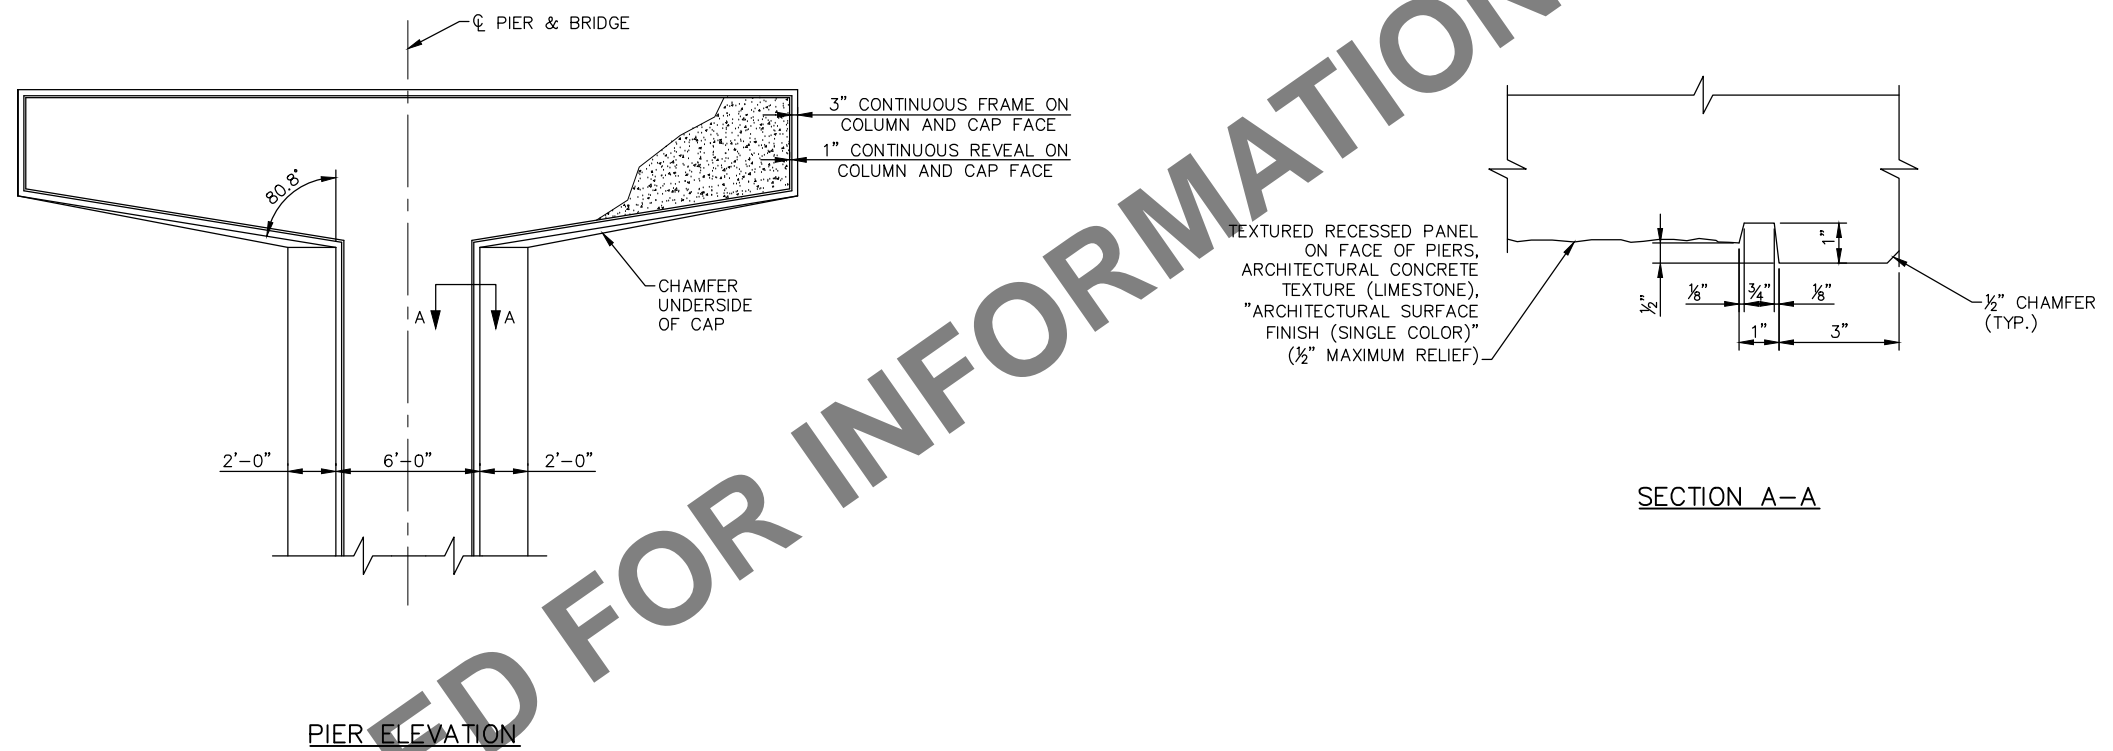 ℄ PIER & BRIDGE
3" CONTINUOUS FRAME ON
COLUMN AND CAP FACE
1" CONTINUOUS REVEAL ON
COLUMN AND CAP FACE
80.8°
CHAMFER
UNDERSIDE
OF CAP
A A
2'-0" 6'-0" 2'-0"
PIER ELEVATION
TEXTURED RECESSED PANEL
ON FACE OF PIERS,
ARCHITECTURAL CONCRETE
TEXTURE (LIMESTONE),
"ARCHITECTURAL SURFACE
FINISH (SINGLE COLOR)"
(½" MAXIMUM RELIEF)
½"
⅛" ¾" ⅛"
1"
1" 3"
½" CHAMFER
(TYP.)
SECTION A-A
ED FOR INFORMATION